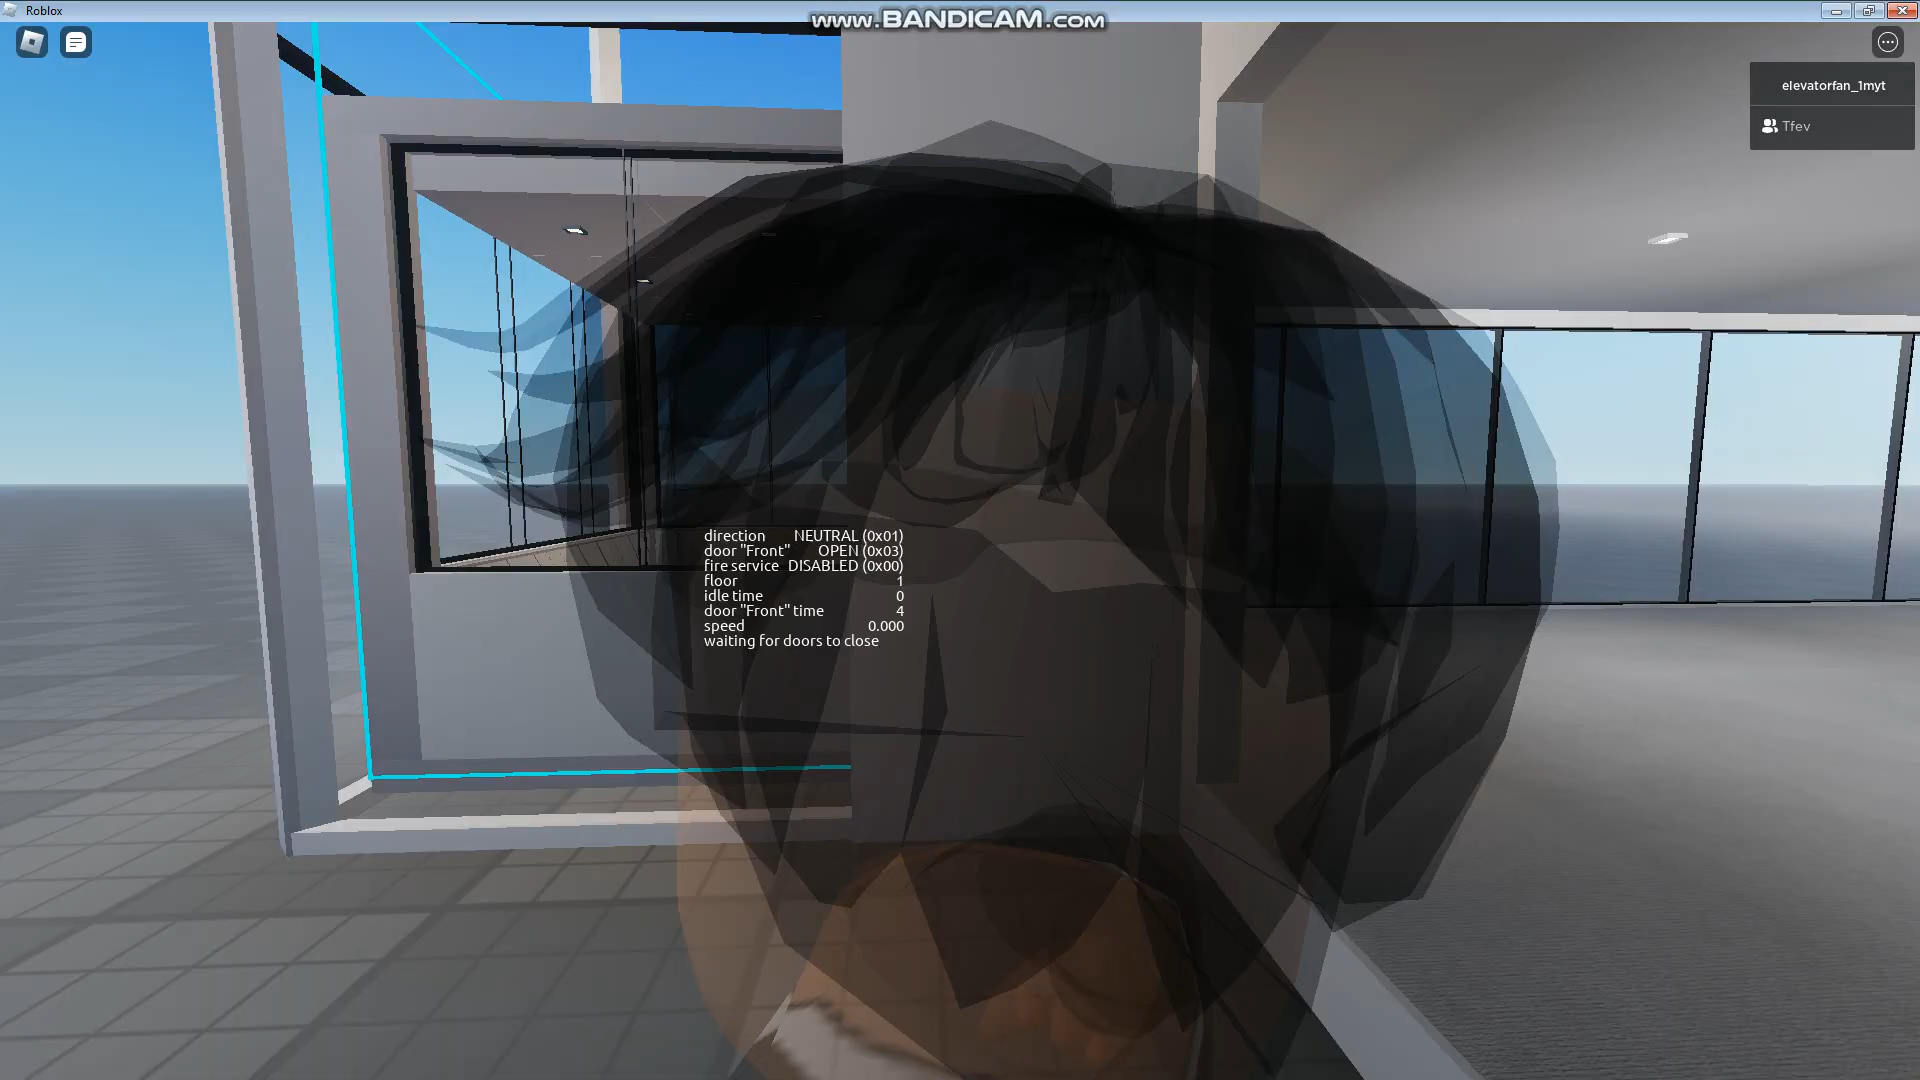 Roblox
www.BANDICAM.COM
elevatorfan_1myt
Tfev
direction NEUTRAL (0x01)
door "Front" OPEN (0x03)
fire service DISABLED (0x00)
floor 1
idle time 0
door "Front" time 4
speed 0.000
waiting for doors to close